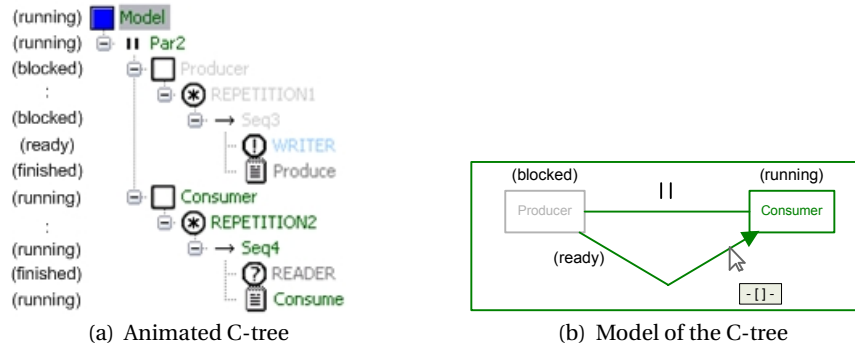 (running) Model
(running) Par2
(blocked) Producer
: REPETITION1
(blocked) Seq3
(ready) WRITER
(finished) Produce
(running) Consumer
: REPETITION2
(running) Seq4
(finished) READER
(running) Consume
(a) Animated C-tree
(blocked) (running)
Producer || Consumer
(ready)
-[]-
(b) Model of the C-tree